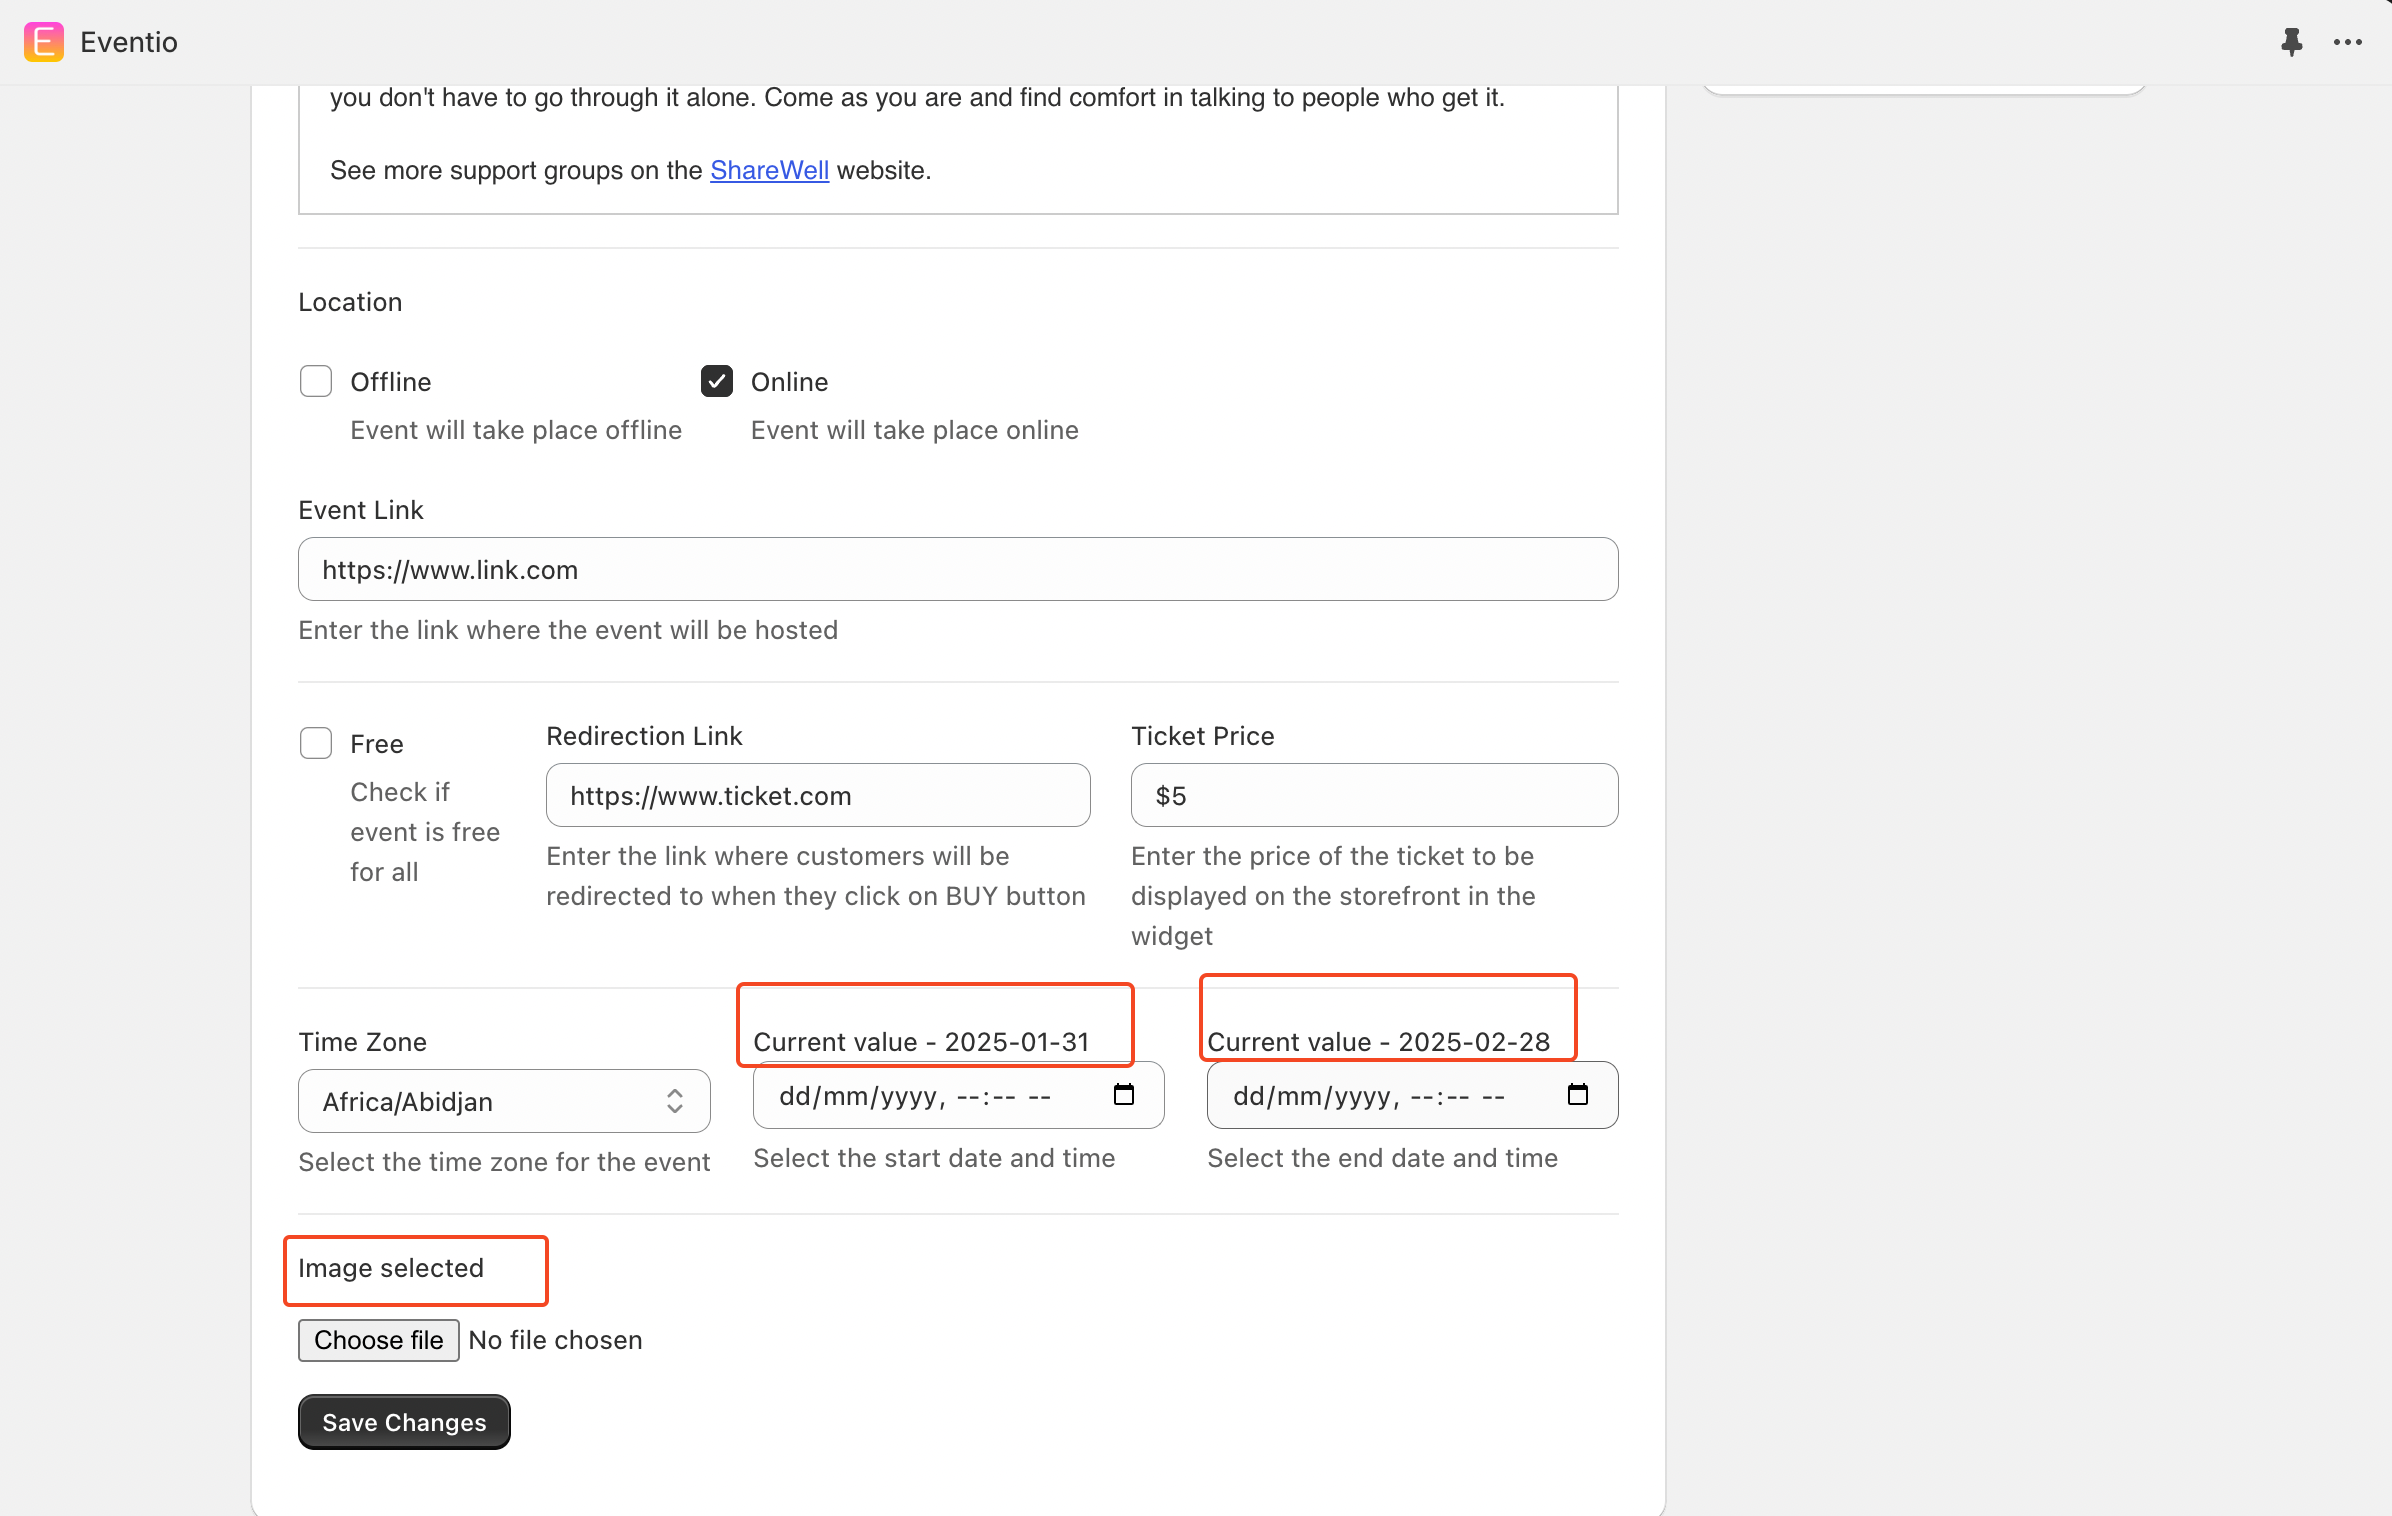 Eventio
you don't have to go through it alone. Come as you are and find comfort in talking to people who get it.
See more support groups on the ShareWell website.
Location
Offline
Online
Event will take place offline
Event will take place online
Event Link
https://www.link.com
Enter the link where the event will be hosted
Free
Check if
event is free
for all
Redirection Link
https://www.ticket.com
Enter the link where customers will be
redirected to when they click on BUY button
Ticket Price
$5
Enter the price of the ticket to be
displayed on the storefront in the
widget
Time Zone
Africa/Abidjan
Select the time zone for the event
Current value - 2025-01-31
dd/mm/yyyy, --:-- --
Select the start date and time
Current value - 2025-02-28
dd/mm/yyyy, --:-- --
Select the end date and time
Image selected
Choose file No file chosen
Save Changes